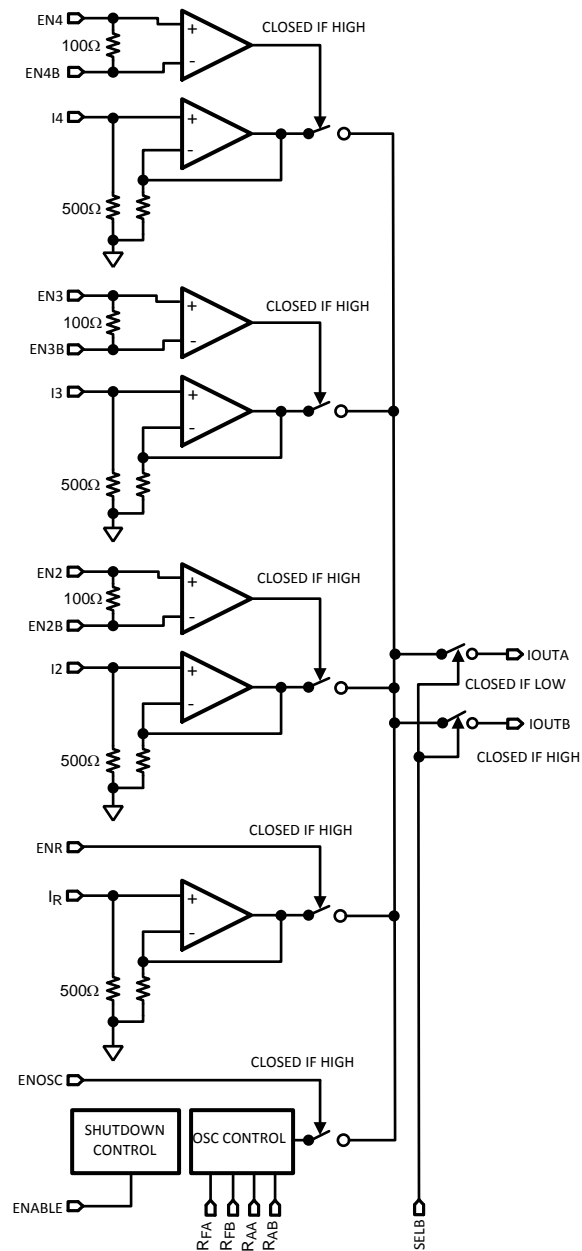 EN4
CLOSED IF HIGH
100Ω
+
-
EN4B
I4
+
-
500Ω
EN3
CLOSED IF HIGH
100Ω
+
-
EN3B
I3
+
-
500Ω
EN2
CLOSED IF HIGH
100Ω
+
-
EN2B
I2
+
-
500Ω
IOUTA
CLOSED IF LOW
IOUTB
CLOSED IF HIGH
ENR
CLOSED IF HIGH
IR
+
-
500Ω
ENOSC
CLOSED IF HIGH
SHUTDOWN
CONTROL
OSC CONTROL
ENABLE
RFA
RFB
RAA
RAB
SELB